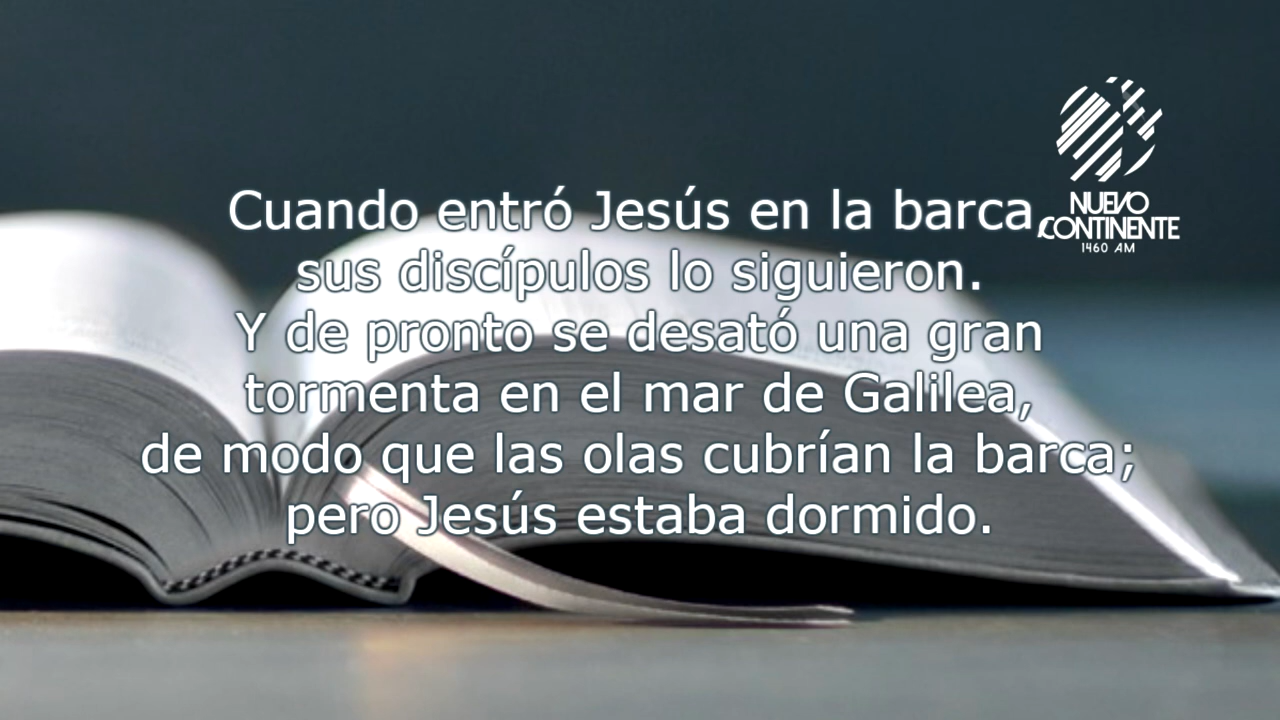 Cuando entró Jesús en la barca,
sus discípulos lo siguieron.
Y de pronto se desató una gran
tormenta en el mar de Galilea,
de modo que las olas cubrían la barca;
pero Jesús estaba dormido.
NUEVO
CONTINENTE
1460 AM